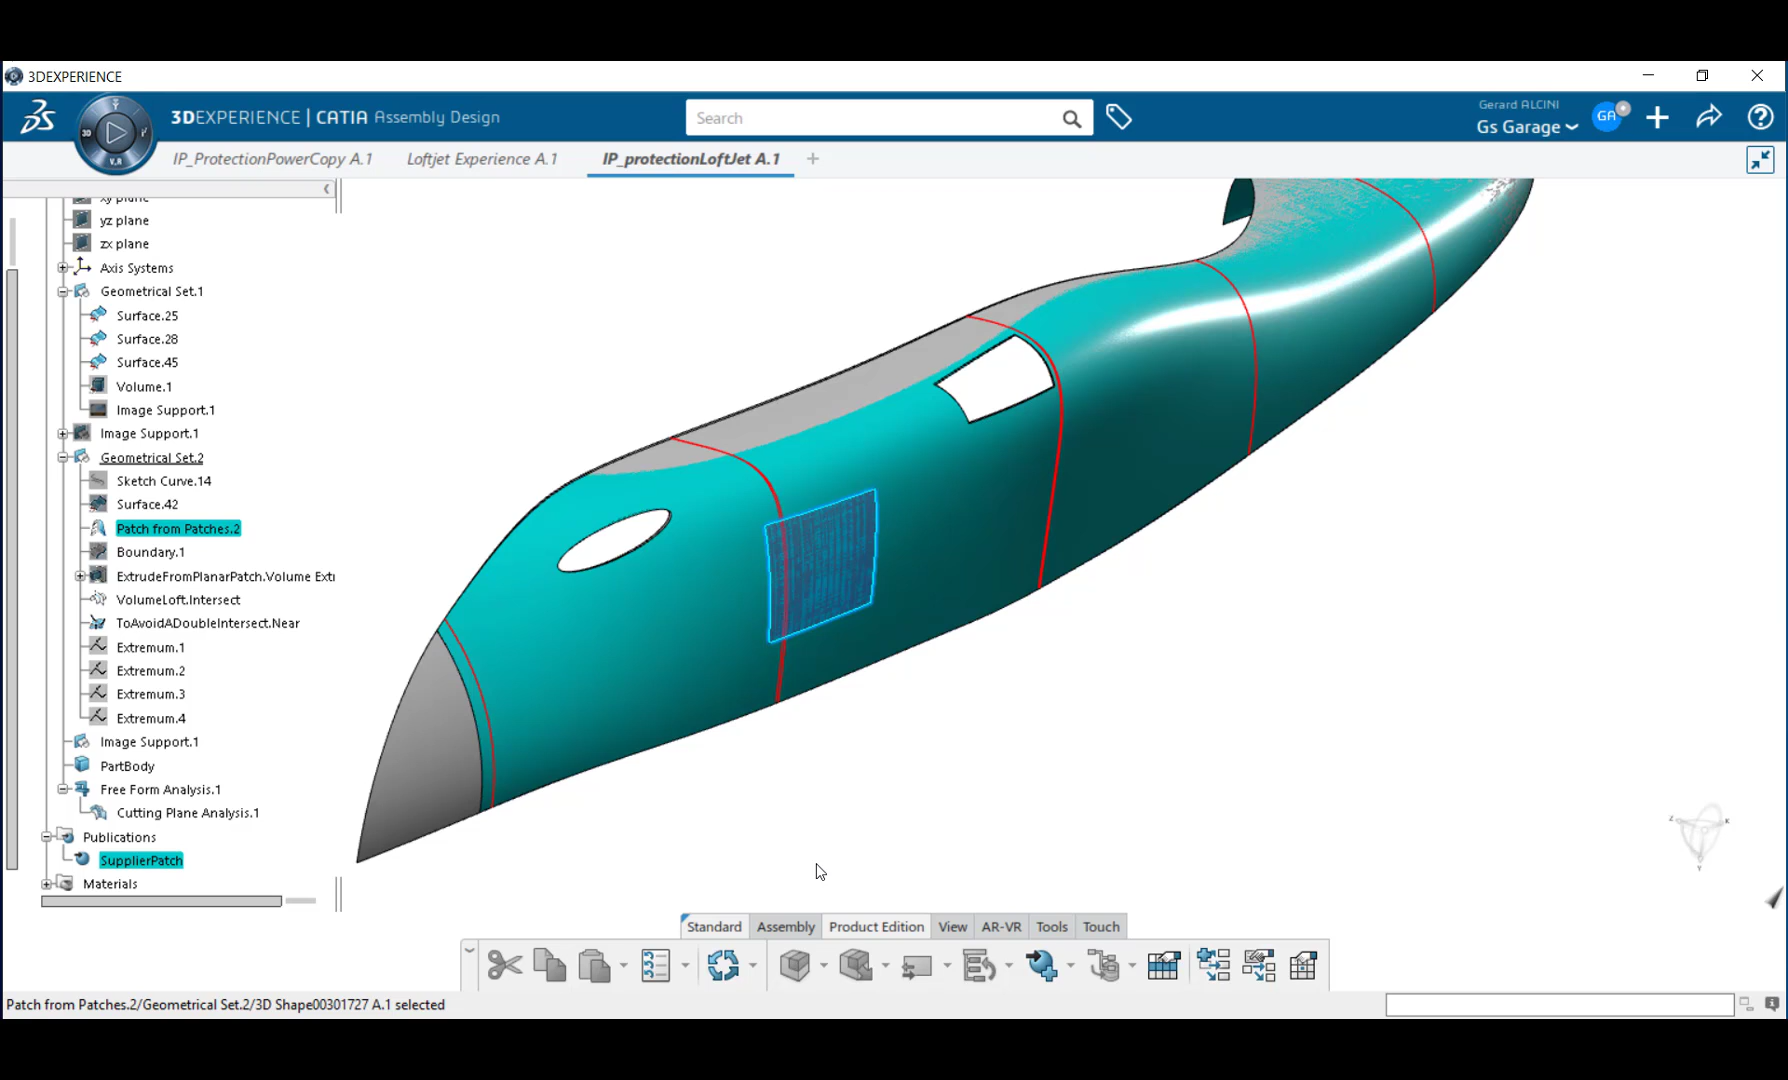 3DEXPERIENCE
3DEXPERIENCE | CATIA Assembly Design
Search
Gerard ALCINI
Gs Garage
GA
3D
V.R
IP_ProtectionPowerCopy A.1
Loftjet Experience A.1
IP_protectionLoftJet A.1
xy plane
yz plane
zx plane
Axis Systems
Geometrical Set.1
Surface.25
Surface.28
Surface.45
Volume.1
Image Support.1
Image Support.1
Geometrical Set.2
Sketch Curve.14
Surface.42
Patch from Patches.2
Boundary.1
ExtrudeFromPlanarPatch.Volume Extr
VolumeLoft.Intersect
ToAvoidADoubleIntersect.Near
Extremum.1
Extremum.2
Extremum.3
Extremum.4
Image Support.1
PartBody
Free Form Analysis.1
Cutting Plane Analysis.1
Publications
SupplierPatch
Materials
Standard
Assembly
Product Edition
View
AR-VR
Tools
Touch
Patch from Patches.2/Geometrical Set.2/3D Shape00301727 A.1 selected